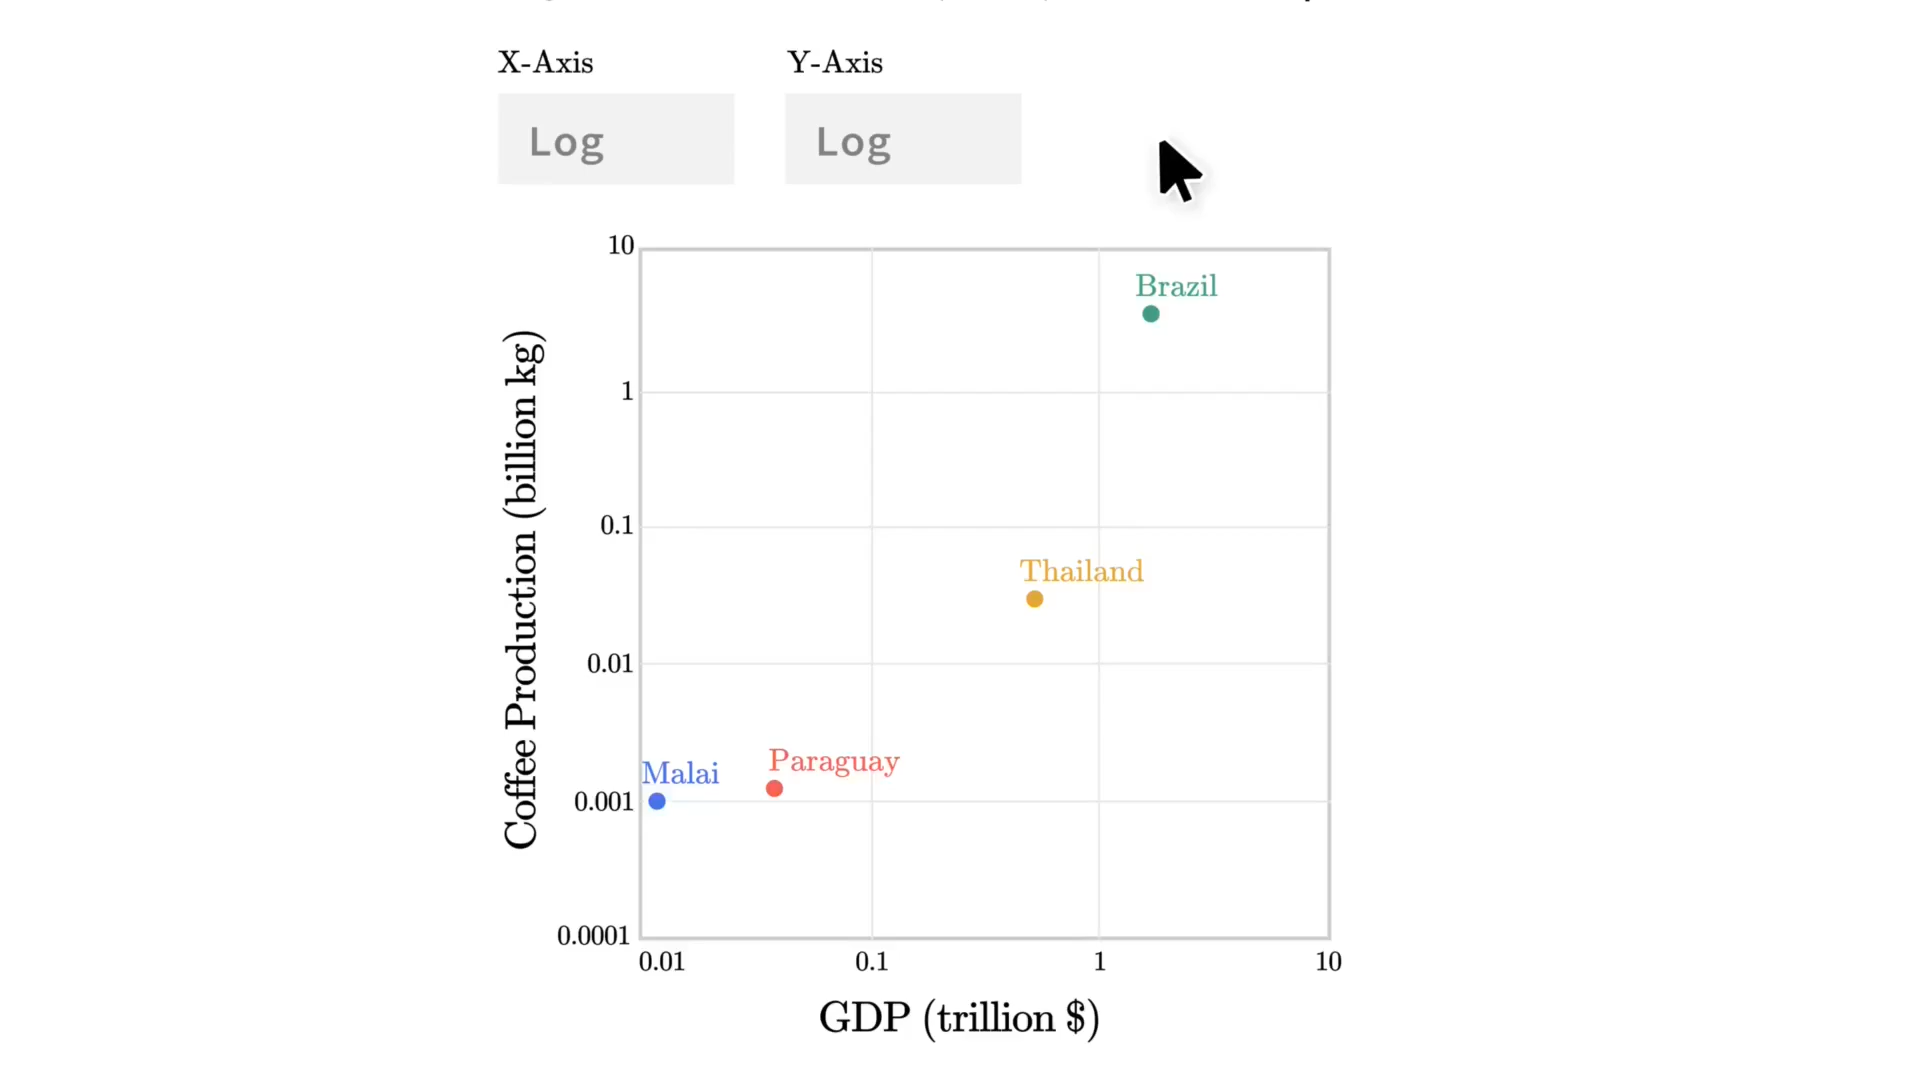 X-Axis
Y-Axis
Log
Log
10
1
0.1
0.01
0.001
0.0001
Coffee Production (billion kg)
Brazil
Thailand
Paraguay
Malai
0.01
0.1
1
10
GDP (trillion $)